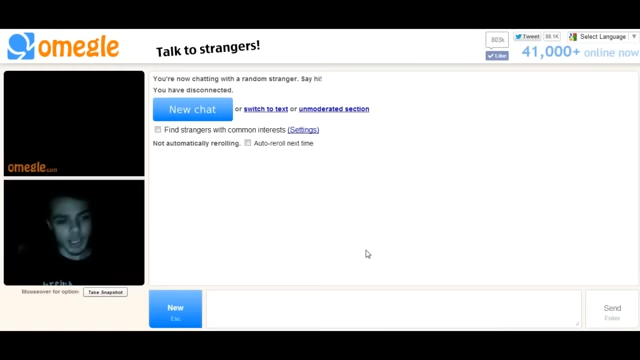 omegle
Talk to strangers!
803k
Like
Tweet
88.1K
Select Language
41,000+ online now
You're now chatting with a random stranger. Say hi!
You have disconnected.
New chat or switch to text or unmoderated section
Find strangers with common interests (Settings)
Not automatically rerolling. Auto-reroll next time
omegle.com
Mouseover for option
Take Snapshot
New
Esc
Send
Enter